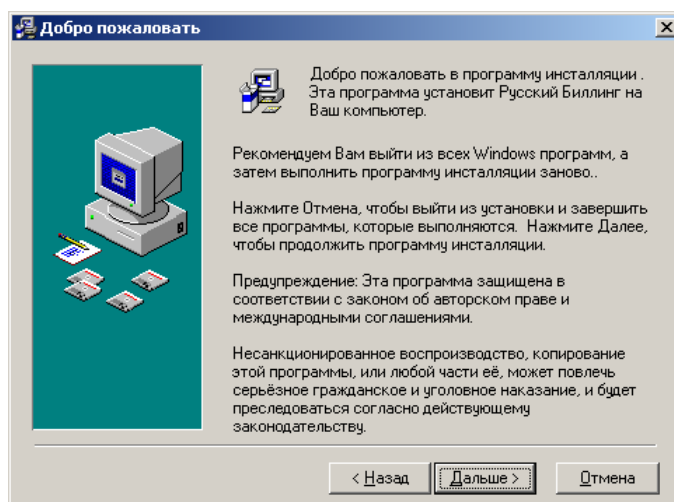 Добро пожаловать
Добро пожаловать в программу инсталляции .
Эта программа установит Русский Биллинг на
Ваш компьютер.
Рекомендуем Вам выйти из всех Windows программ, а
затем выполнить программу инсталляции заново..
Нажмите Отмена, чтобы выйти из установки и завершить
все программы, которые выполняются. Нажмите Далее,
чтобы продолжить программу инсталляции.
Предупреждение: Эта программа защищена в
соответствии с законом об авторском праве и
международными соглашениями.
Несанкционированное воспроизводство, копирование
этой программы, или любой части её, может повлечь
серьёзное гражданское и уголовное наказание, и будет
преследоваться согласно действующему
законодательству.
< Назад Дальше > Отмена